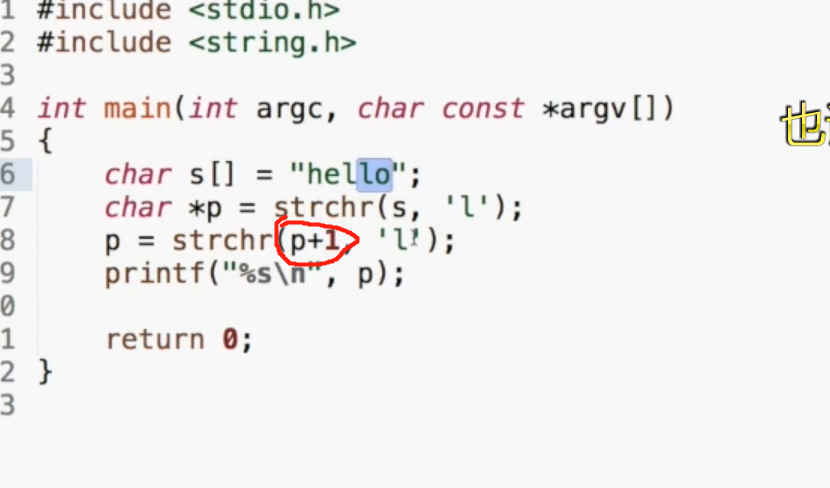 1 #include <stdio.h>
2 #include <string.h>
3
4 int main(int argc, char const *argv[])
也
5 {
6 char s[] = "hello";
7 char *p = strchr(s, 'l');
8 p = strchr(p+1, 'l');
9 printf("%s\n", p);
0
1 return 0;
2 }
3